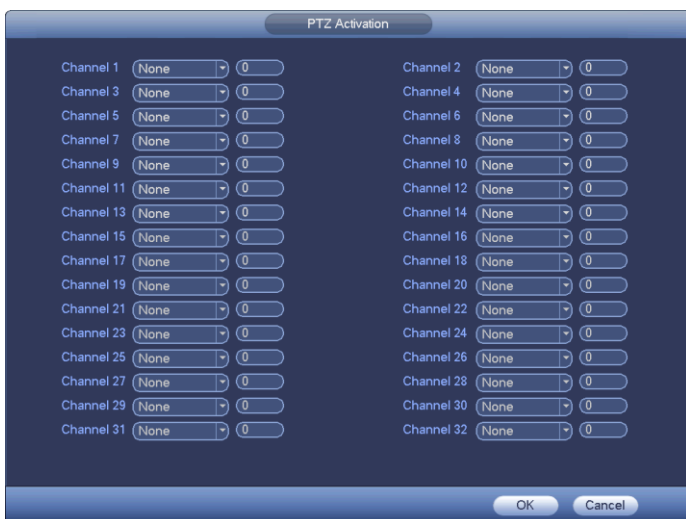 PTZ Activation
Channel 1 None 0 Channel 2 None 0
Channel 3 None 0 Channel 4 None 0
Channel 5 None 0 Channel 6 None 0
Channel 7 None 0 Channel 8 None 0
Channel 9 None 0 Channel 10 None 0
Channel 11 None 0 Channel 12 None 0
Channel 13 None 0 Channel 14 None 0
Channel 15 None 0 Channel 16 None 0
Channel 17 None 0 Channel 18 None 0
Channel 19 None 0 Channel 20 None 0
Channel 21 None 0 Channel 22 None 0
Channel 23 None 0 Channel 24 None 0
Channel 25 None 0 Channel 26 None 0
Channel 27 None 0 Channel 28 None 0
Channel 29 None 0 Channel 30 None 0
Channel 31 None 0 Channel 32 None 0
OK Cancel